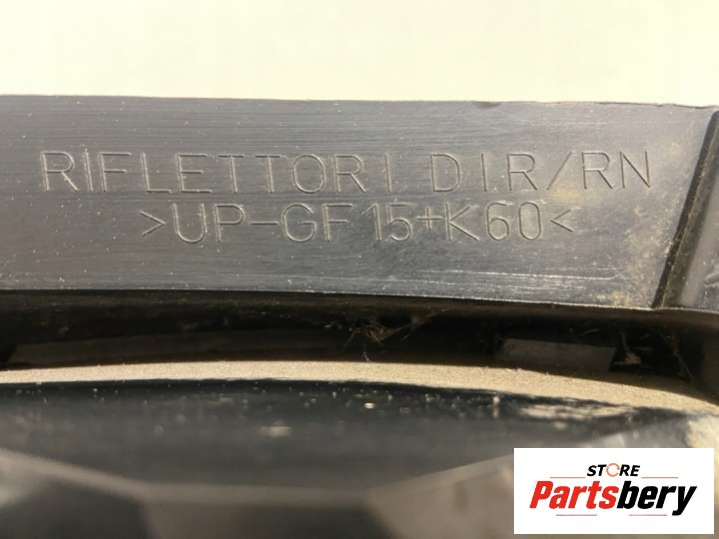 RIFLETTORI DIR/RN
>UP-GF15+K60<
STORE
Partsbery